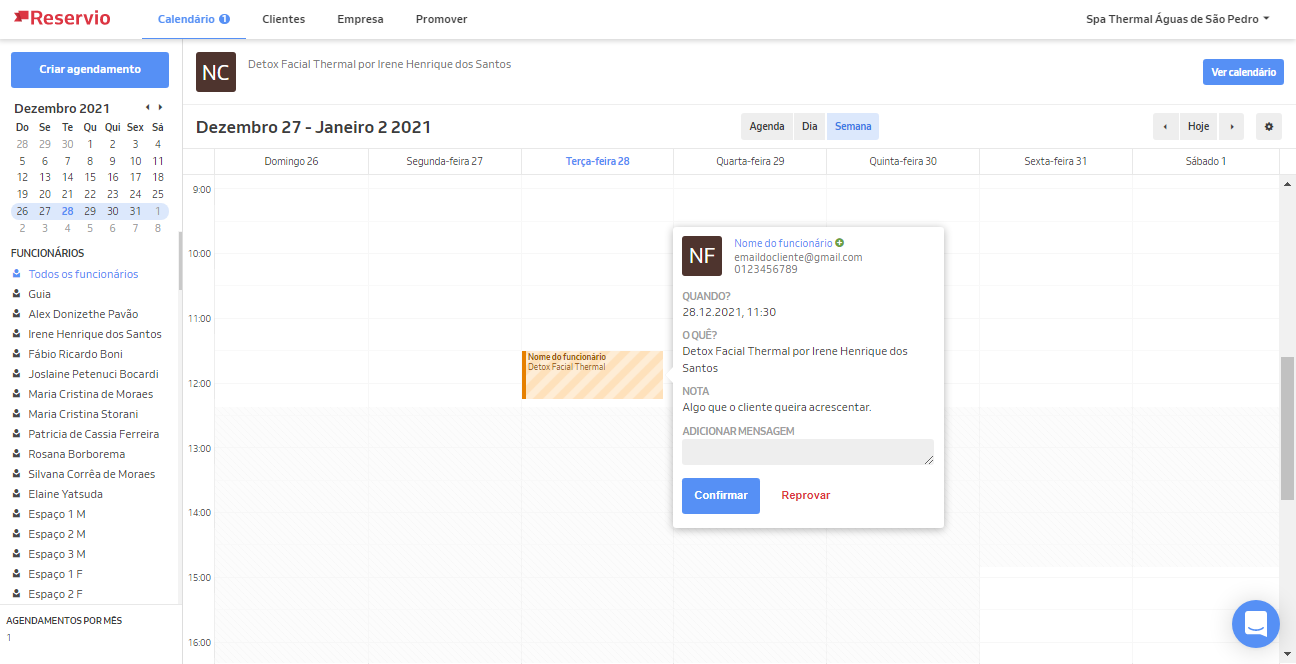 Reservio
Calendário 1
Clientes
Empresa
Promover
Spa Thermal Águas de São Pedro
Criar agendamento
Dezembro 2021
Do Se Te Qu Qui Sex Sá
28 29 30 1 2 3 4
5 6 7 8 9 10 11
12 13 14 15 16 17 18
19 20 21 22 23 24 25
26 27 28 29 30 31 1
2 3 4 5 6 7 8
FUNCIONÁRIOS
Todos os funcionários
Guia
Alex Donizethe Pavão
Irene Henrique dos Santos
Fábio Ricardo Boni
Joslaine Petenuci Bocardi
Maria Cristina de Moraes
Maria Cristina Storani
Patricia de Cassia Ferreira
Rosana Borborema
Silvana Corrêa de Moraes
Elaine Yatsuda
Espaço 1 M
Espaço 2 M
Espaço 3 M
Espaço 1 F
Espaço 2 F
AGENDAMENTOS POR MÊS
1
NC
Detox Facial Thermal por Irene Henrique dos Santos
Ver calendário
Dezembro 27 - Janeiro 2 2021
Agenda Dia Semana
Hoje
Domingo 26
Segunda-feira 27
Terça-feira 28
Quarta-feira 29
Quinta-feira 30
Sexta-feira 31
Sábado 1
9:00
10:00
11:00
12:00
13:00
14:00
15:00
16:00
Nome do funcionário
Detox Facial Thermal
NF
Nome do funcionário
emaildocliente@gmail.com
0123456789
QUANDO?
28.12.2021, 11:30
O QUÊ?
Detox Facial Thermal por Irene Henrique dos
Santos
NOTA
Algo que o cliente queira acrescentar.
ADICIONAR MENSAGEM
Confirmar
Reprovar